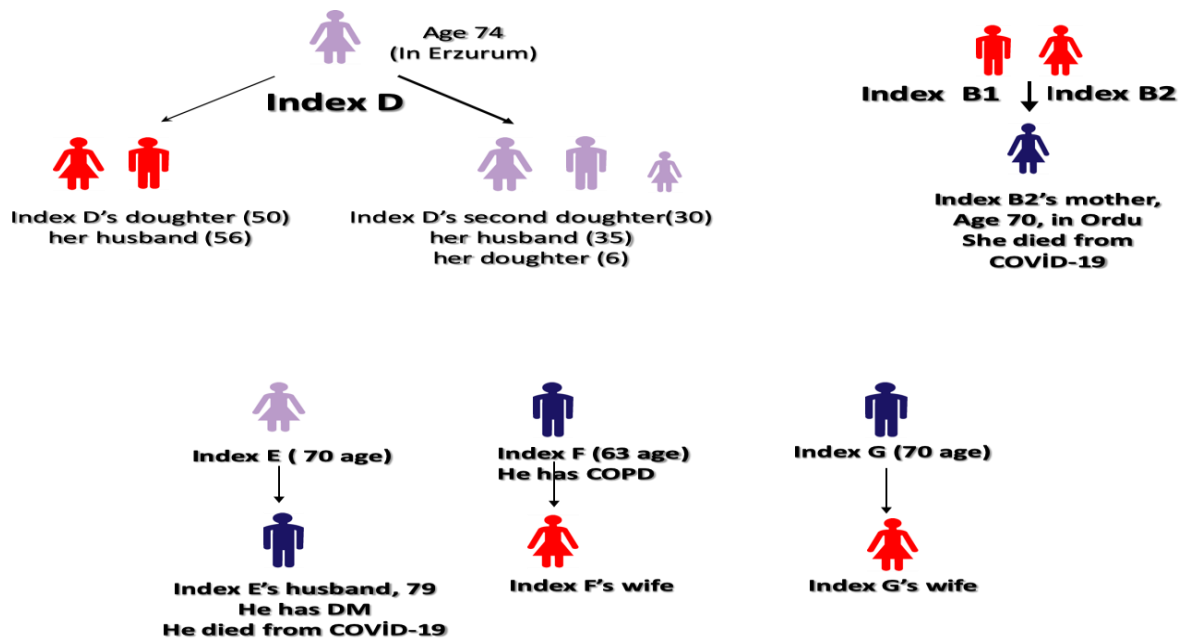 Age 74
(In Erzurum)
Index D
Index D's doughter (50)
her husband (56)
Index D's second doughter(30)
her husband (35)
her doughter (6)
Index B1
Index B2
Index B2's mother,
Age 70, in Ordu
She died from
COVİD-19
Index E ( 70 age)
Index E's husband, 79
He has DM
He died from COVİD-19
Index F (63 age)
He has COPD
Index F's wife
Index G (70 age)
Index G's wife